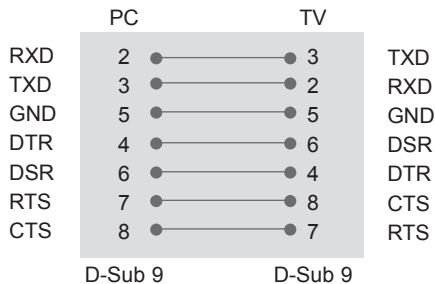 PC TV
RXD 2 3 TXD
TXD 3 2 RXD
GND 5 5 GND
DTR 4 6 DSR
DSR 6 4 DTR
RTS 7 8 CTS
CTS 8 7 RTS
D-Sub 9 D-Sub 9